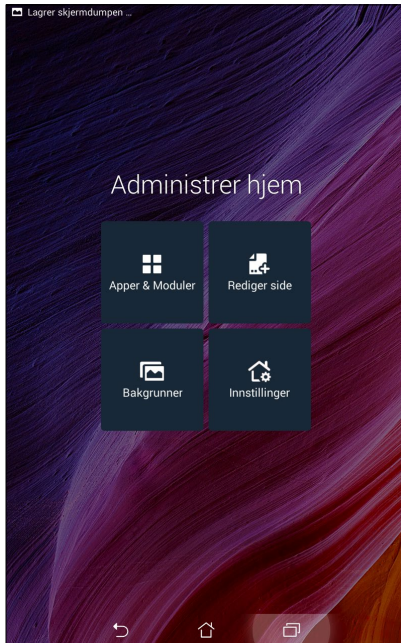 Lagrer skjermdumpen ...
Administrer hjem
Apper & Moduler
Rediger side
Bakgrunner
Innstillinger